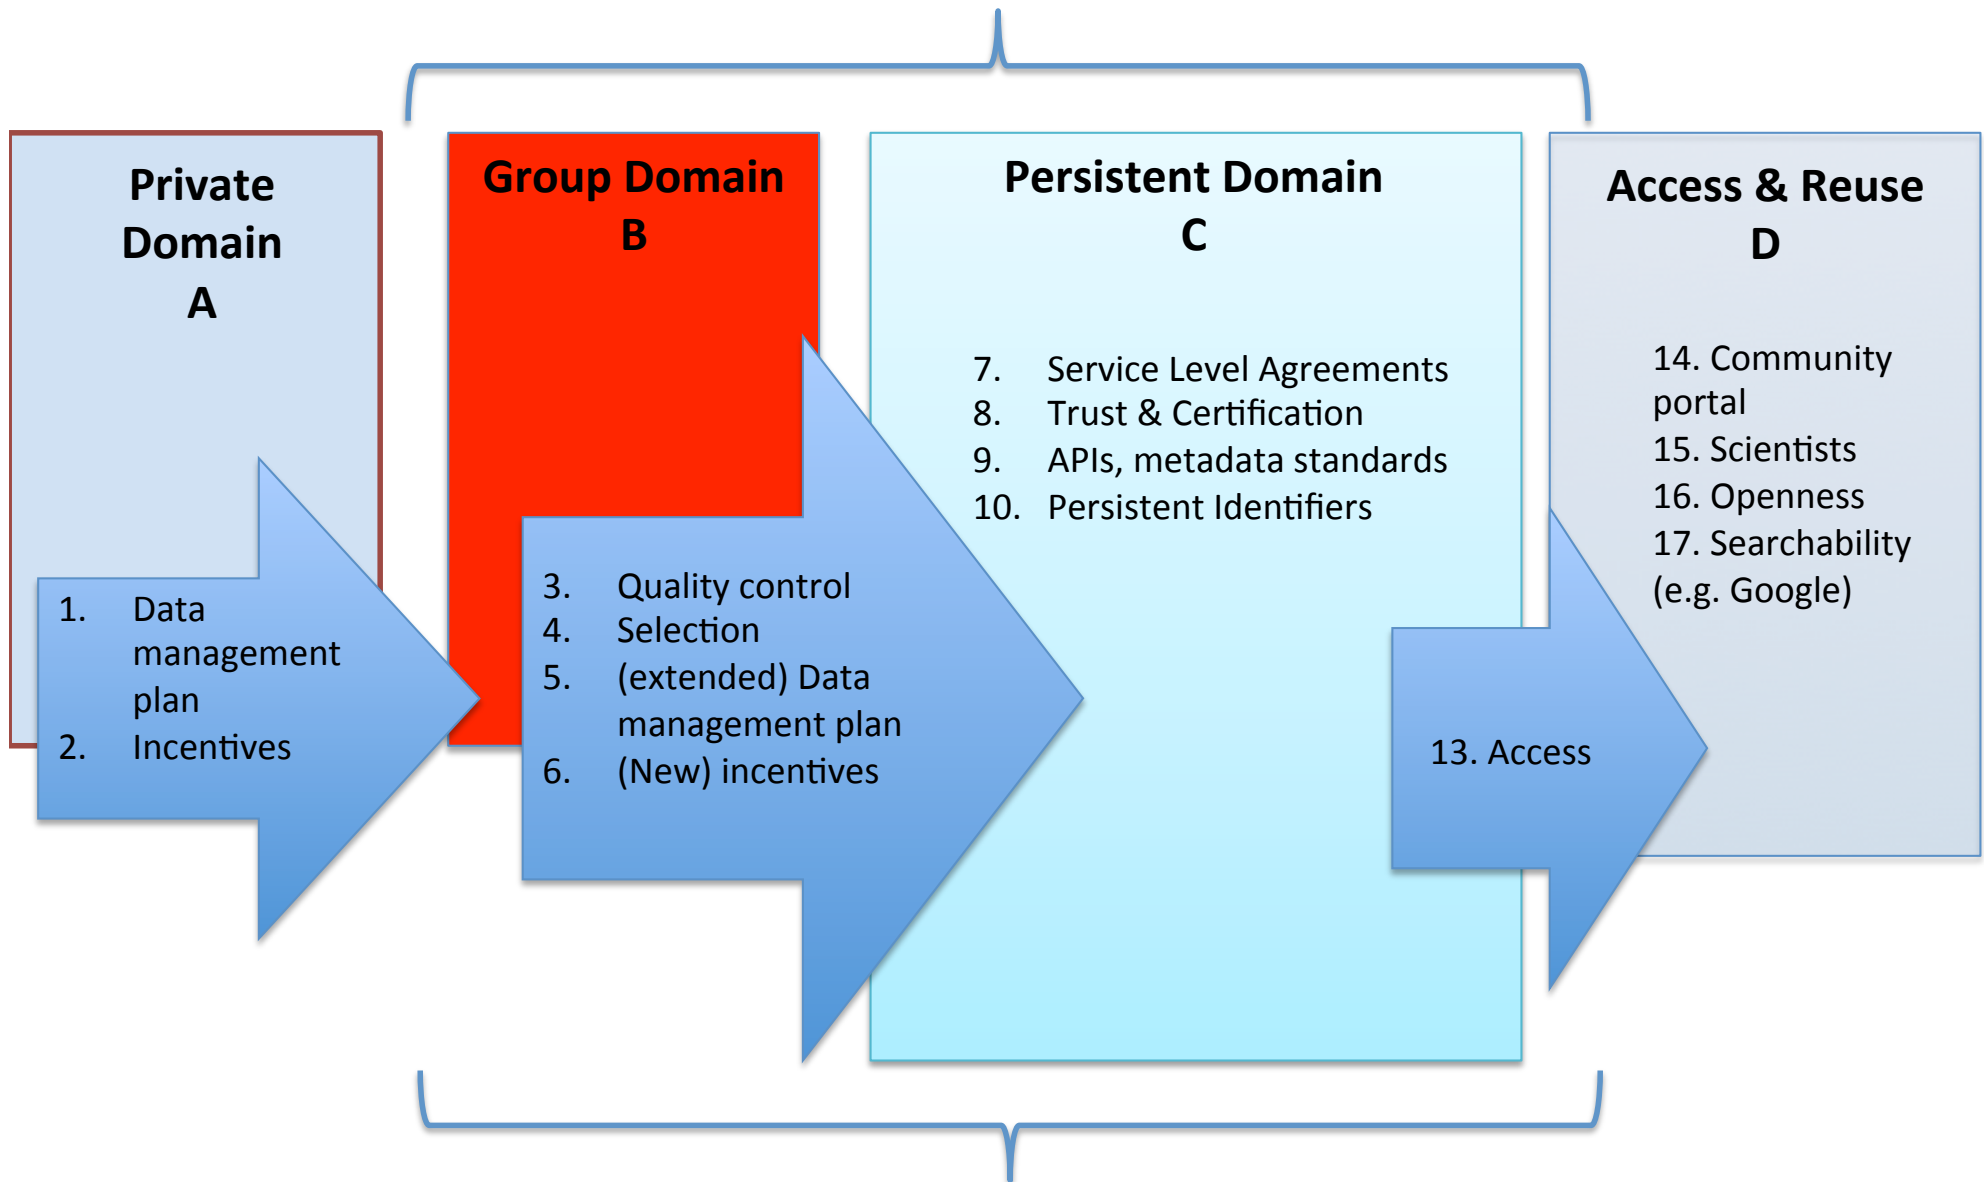 Private
Domain
A
1. Data
management
plan
2. Incentives
Group Domain
B
3. Quality control
4. Selection
5. (extended) Data
management plan
6. (New) incentives
Persistent Domain
C
7. Service Level Agreements
8. Trust & Certification
9. APIs, metadata standards
10. Persistent Identifiers
13. Access
Access & Reuse
D
14. Community
portal
15. Scientists
16. Openness
17. Searchability
(e.g. Google)